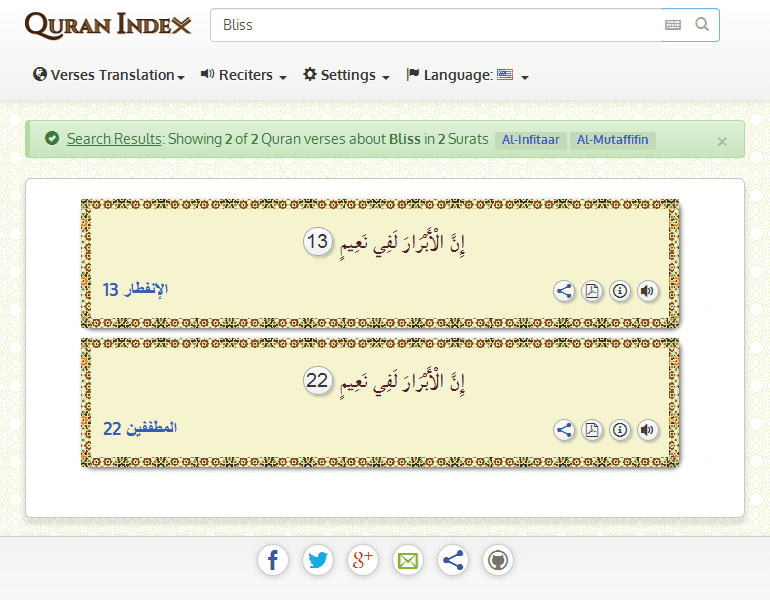 QURAN INDEX
Bliss
Verses Translation Reciters Settings Language:
Search Results: Showing 2 of 2 Quran verses about Bliss in 2 Surats Al-Infitaar Al-Mutaffifin ×
إِنَّ الْأَبْرَارَ لَفِي نَعِيمٍ 13
الإنفطار 13
إِنَّ الْأَبْرَارَ لَفِي نَعِيمٍ 22
المطففين 22
f 8+